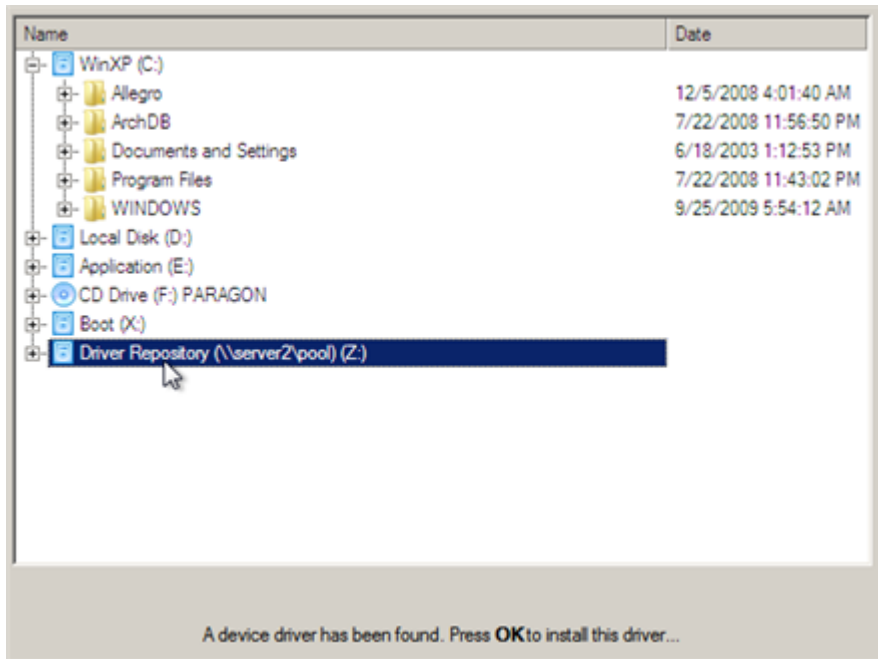 Name Date
WinXP (C:)
Allegro 12/5/2008 4:01:40 AM
ArchDB 7/22/2008 11:56:50 PM
Documents and Settings 6/18/2003 1:12:53 PM
Program Files 7/22/2008 11:43:02 PM
WINDOWS 9/25/2009 5:54:12 AM
Local Disk (D:)
Application (E:)
CD Drive (F:) PARAGON
Boot (X:)
Driver Repository (\\server2\pool) (Z:)
A device driver has been found. Press OK to install this driver...